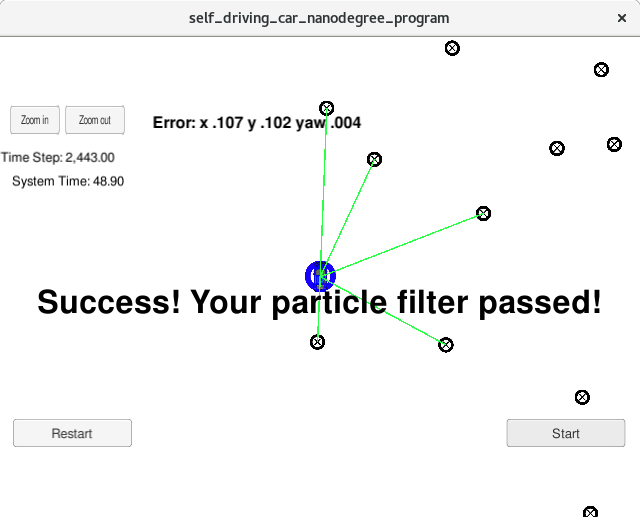 self_driving_car_nanodegree_program
Zoom in Zoom out
Error: x .107 y .102 yaw .004
Time Step: 2,443.00
System Time: 48.90
Success! Your particle filter passed!
Restart
Start